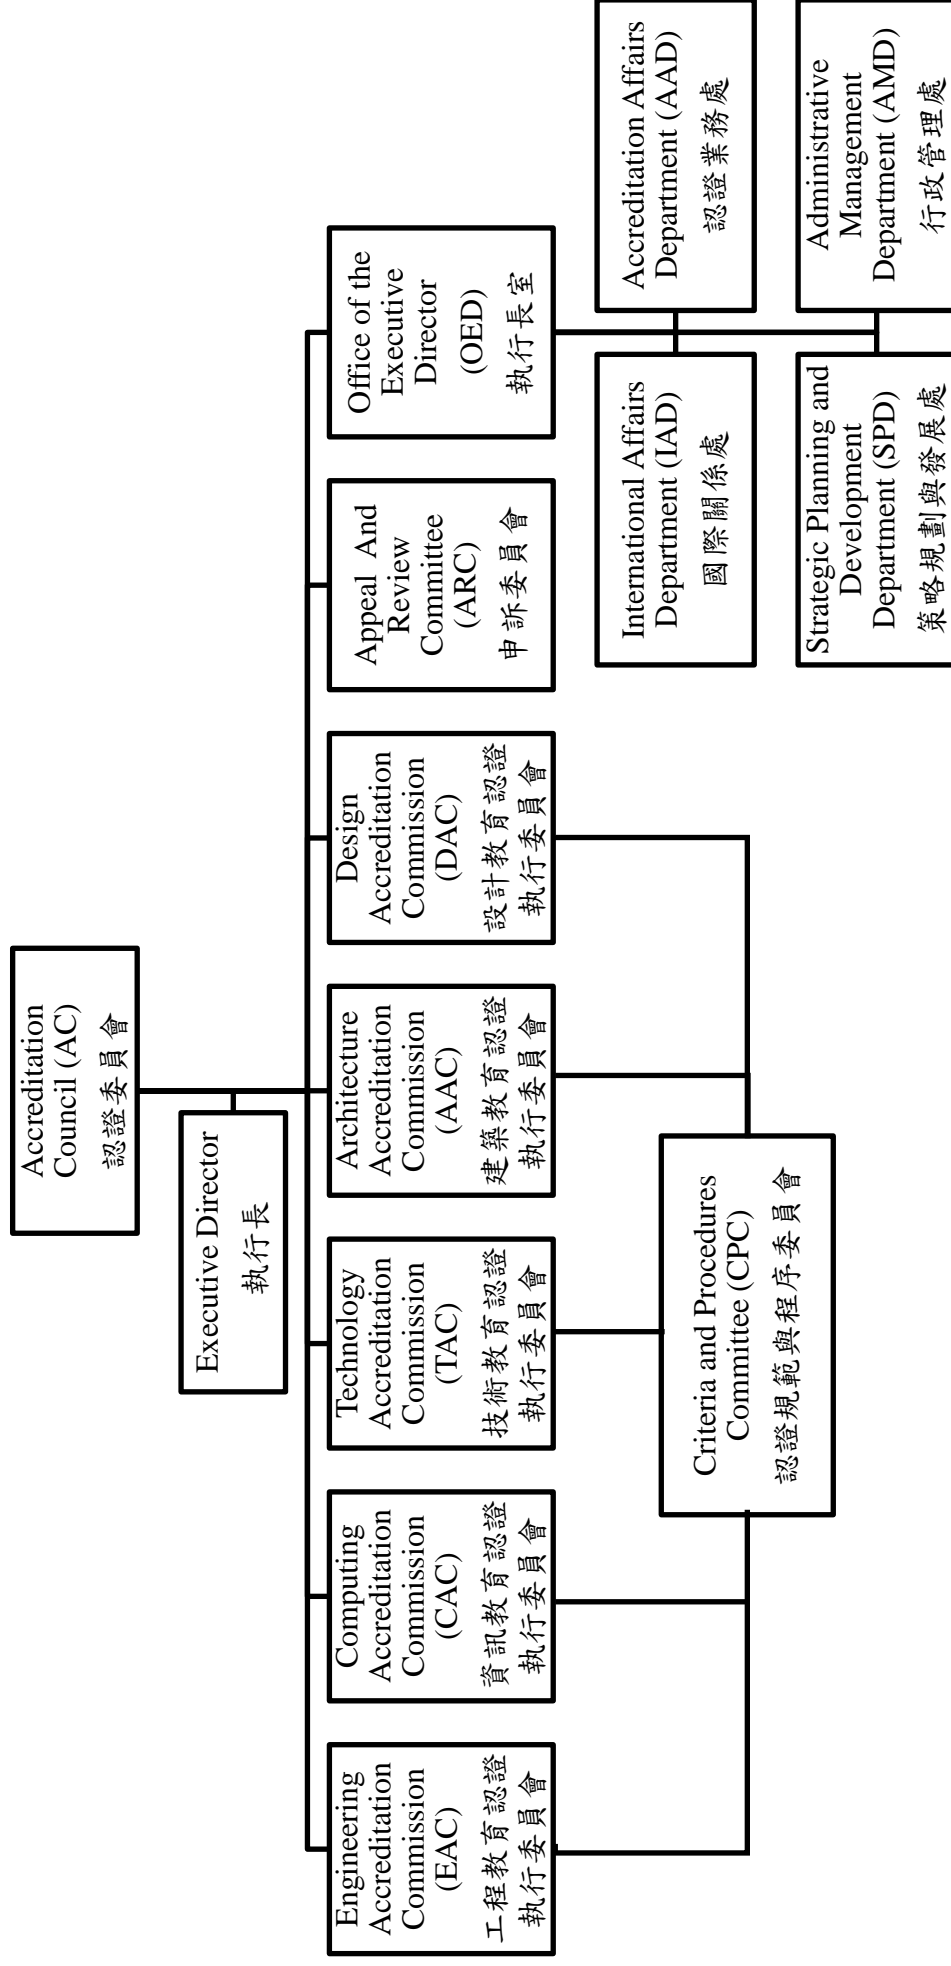 Accreditation
Council (AC)
認證委員會
Executive Director
執行長
Engineering
Accreditation
Commission
(EAC)
工程教育認證
執行委員會
Computing
Accreditation
Commission
(CAC)
資訊教育認證
執行委員會
Technology
Accreditation
Commission
(TAC)
技術教育認證
執行委員會
Architecture
Accreditation
Commission
(AAC)
建築教育認證
執行委員會
Design
Accreditation
Commission
(DAC)
設計教育認證
執行委員會
Appeal And
Review
Committee
(ARC)
申訴委員會
Office of the
Executive
Director
(OED)
執行長室
Criteria and Procedures
Committee (CPC)
認證規範與程序委員會
International Affairs
Department (IAD)
國際關係處
Accreditation Affairs
Department (AAD)
認證業務處
Strategic Planning and
Development
Department (SPD)
策略規劃與發展處
Administrative
Management
Department (AMD)
行政管理處